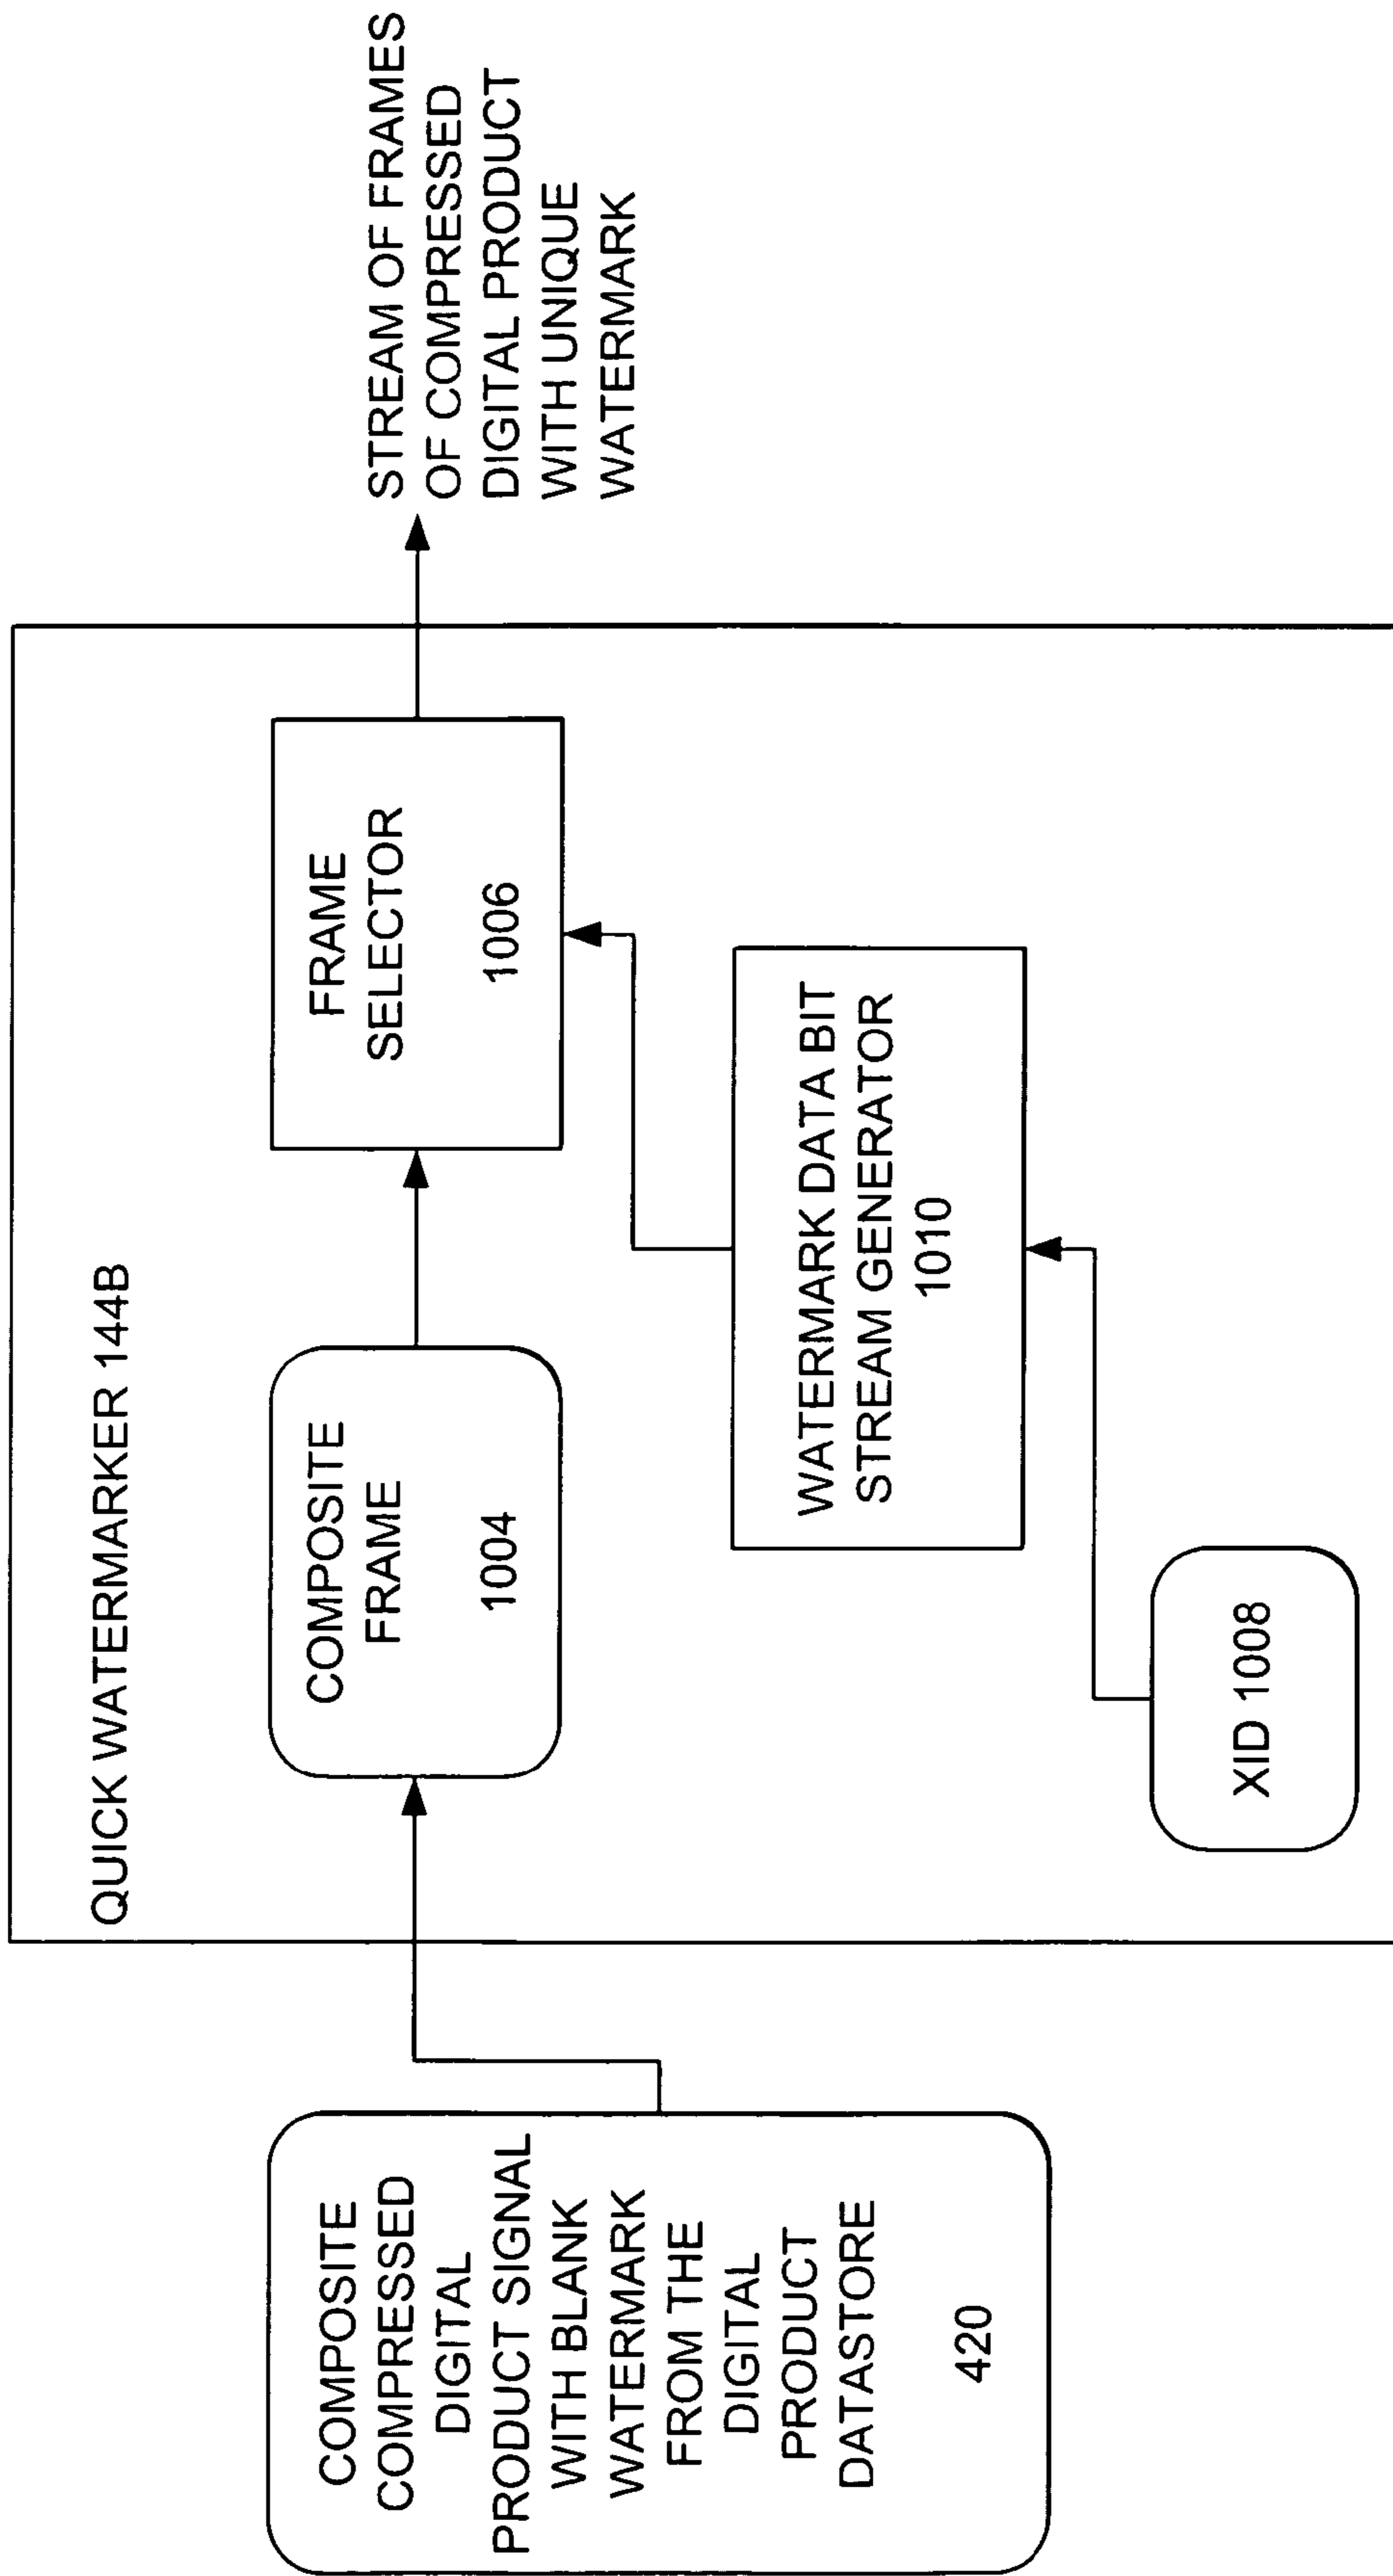 QUICK WATERMARKER 144B
COMPOSITE
COMPRESSED
DIGITAL
PRODUCT SIGNAL
WITH BLANK
WATERMARK
FROM THE
DIGITAL
PRODUCT
DATASTORE
420
COMPOSITE
FRAME
1004
FRAME
SELECTOR
1006
STREAM OF FRAMES
OF COMPRESSED
DIGITAL PRODUCT
WITH UNIQUE
WATERMARK
WATERMARK DATA BIT
STREAM GENERATOR
1010
XID 1008